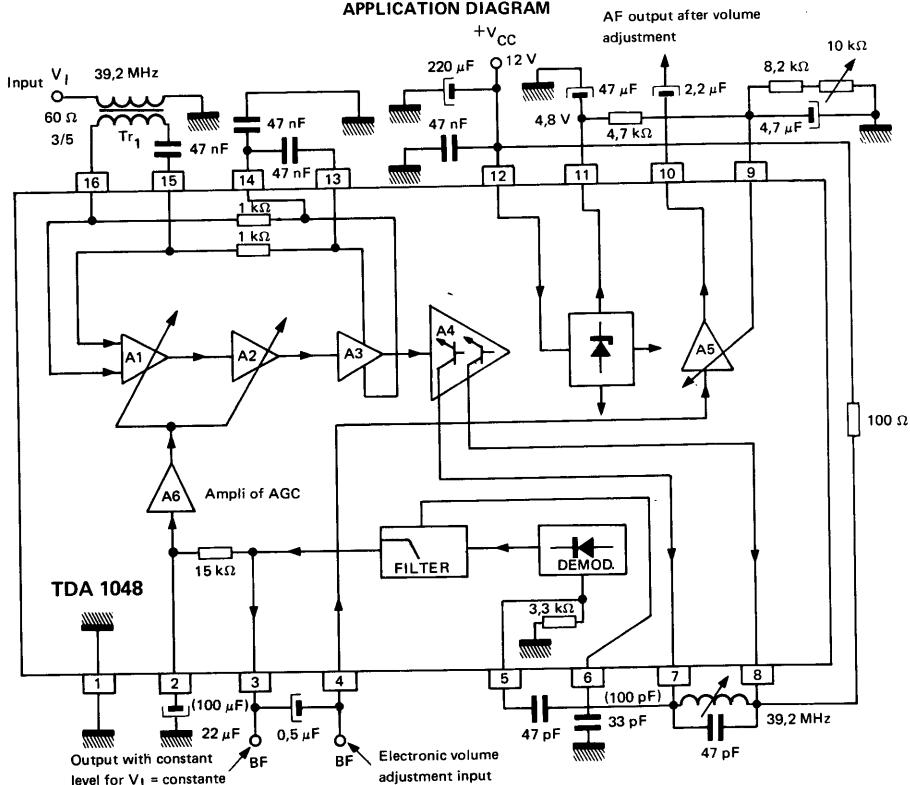 APPLICATION DIAGRAM
AF output after volume
adjustment
+VCC
12 V
10 kΩ
Input VI
39,2 MHz
220 µF
47 µF
2,2 µF
8,2 kΩ
60 Ω
3/5
Tr1
47 nF
47 nF
47 nF
47 nF
4,8 V
4,7 kΩ
4,7 µF
16
15
14
13
12
11
10
9
1 kΩ
1 kΩ
A1
A2
A3
A4
A5
100 Ω
A6
Ampli of AGC
15 kΩ
FILTER
DEMOD.
TDA 1048
3,3 kΩ
1
2
3
4
5
6
7
8
(100 µF)
22 µF
0,5 µF
47 pF
(100 pF)
33 pF
47 pF
39,2 MHz
Output with constant
level for VI = constante
BF
BF
Electronic volume
adjustment input